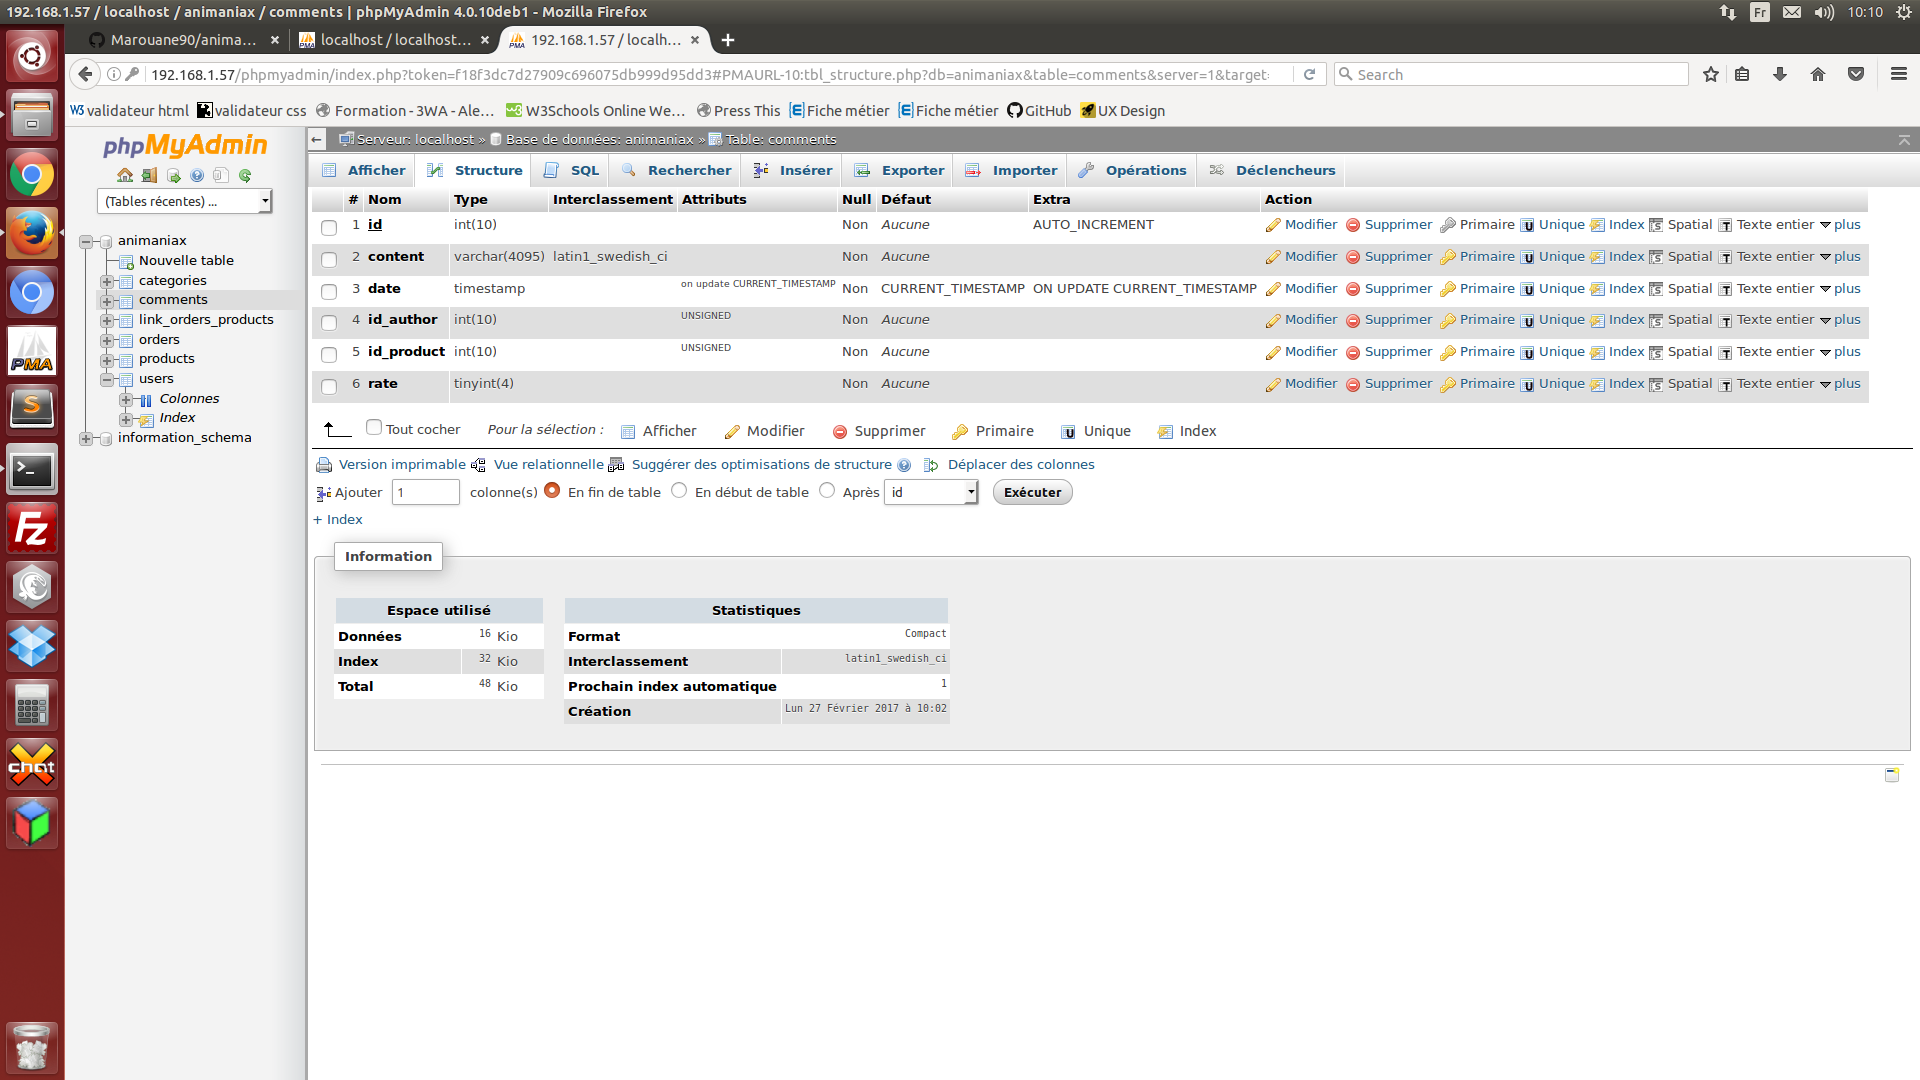 192.168.1.57 / localhost / animaniax / comments | phpMyAdmin 4.0.10deb1 - Mozilla Firefox
Fr
10:10
Marouane90/anima...
localhost / localhost...
192.168.1.57 / localh...
192.168.1.57/phpmyadmin/index.php?token=f18f3dc7d27909c696075db999d95dd3#PMAURL-10:tbl_structure.php?db=animaniax&table=comments&server=1&target=
Search
validateur html
validateur css
Formation - 3WA - Ale...
W3Schools Online We...
Press This
Fiche métier
Fiche métier
GitHub
UX Design
phpMyAdmin
(Tables récentes) ...
animaniax
Nouvelle table
categories
comments
link_orders_products
orders
products
users
Colonnes
Index
information_schema
Serveur: localhost » Base de données: animaniax » Table: comments
Afficher Structure SQL Rechercher Insérer Exporter Importer Opérations Déclencheurs
# Nom Type Interclassement Attributs Null Défaut Extra Action
1 id int(10) Non Aucune AUTO_INCREMENT Modifier Supprimer Primaire Unique Index Spatial Texte entier plus
2 content varchar(4095) latin1_swedish_ci Non Aucune Modifier Supprimer Primaire Unique Index Spatial Texte entier plus
3 date timestamp on update CURRENT_TIMESTAMP Non CURRENT_TIMESTAMP ON UPDATE CURRENT_TIMESTAMP Modifier Supprimer Primaire Unique Index Spatial Texte entier plus
4 id_author int(10) UNSIGNED Non Aucune Modifier Supprimer Primaire Unique Index Spatial Texte entier plus
5 id_product int(10) UNSIGNED Non Aucune Modifier Supprimer Primaire Unique Index Spatial Texte entier plus
6 rate tinyint(4) Non Aucune Modifier Supprimer Primaire Unique Index Spatial Texte entier plus
Tout cocher Pour la sélection : Afficher Modifier Supprimer Primaire Unique Index
Version imprimable Vue relationnelle Suggérer des optimisations de structure Déplacer des colonnes
Ajouter 1 colonne(s) En fin de table En début de table Après id Exécuter
+ Index
Information
Espace utilisé
Données 16 Kio
Index 32 Kio
Total 48 Kio
Statistiques
Format Compact
Interclassement latin1_swedish_ci
Prochain index automatique 1
Création Lun 27 Février 2017 à 10:02
PMA
S
Fz
X
chat